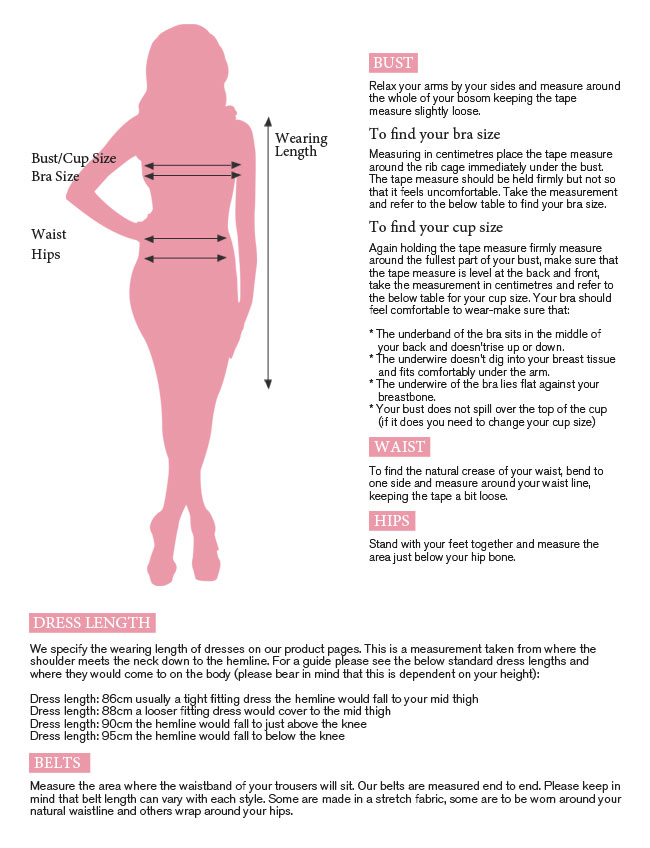 Wearing
Length
Bust/Cup Size
Bra Size
Waist
Hips
BUST
Relax your arms by your sides and measure around
the whole of your bosom keeping the tape
measure slightly loose.
To find your bra size
Measuring in centimetres place the tape measure
around the rib cage immediately under the bust.
The tape measure should be held firmly but not so
that it feels uncomfortable. Take the measurement
and refer to the below table to find your bra size.
To find your cup size
Again holding the tape measure firmly measure
around the fullest part of your bust, make sure that
the tape measure is level at the back and front,
take the measurement in centimetres and refer to
the below table for your cup size. Your bra should
feel comfortable to wear-make sure that:
* The underband of the bra sits in the middle of
your back and doesn'trise up or down.
* The underwire doesn't dig into your breast tissue
and fits comfortably under the arm.
* The underwire of the bra lies flat against your
breastbone.
* Your bust does not spill over the top of the cup
(if it does you need to change your cup size)
WAIST
To find the natural crease of your waist, bend to
one side and measure around your waist line,
keeping the tape a bit loose.
HIPS
Stand with your feet together and measure the
area just below your hip bone.
DRESS LENGTH
We specify the wearing length of dresses on our product pages. This is a measurement taken from where the
shoulder meets the neck down to the hemline. For a guide please see the below standard dress lengths and
where they would come to on the body (please bear in mind that this is dependent on your height):
Dress length: 86cm usually a tight fitting dress the hemline would fall to your mid thigh
Dress length: 88cm a looser fitting dress would cover to the mid thigh
Dress length: 90cm the hemline would fall to just above the knee
Dress length: 95cm the hemline would fall to below the knee
BELTS
Measure the area where the waistband of your trousers will sit. Our belts are measured end to end. Please keep in
mind that belt length can vary with each style. Some are made in a stretch fabric, some are to be worn around your
natural waistline and others wrap around your hips.